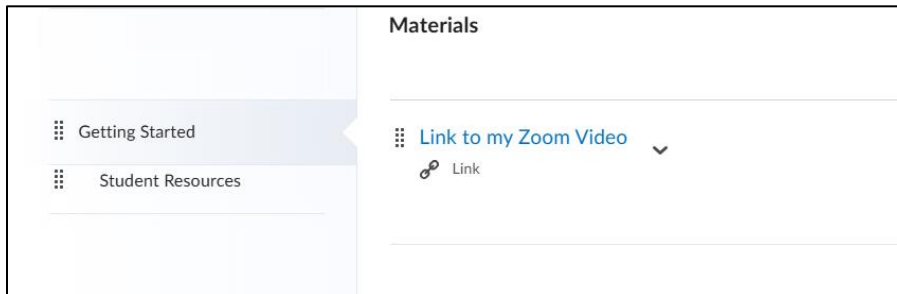 Materials
Getting Started
Student Resources
Link to my Zoom Video
Link